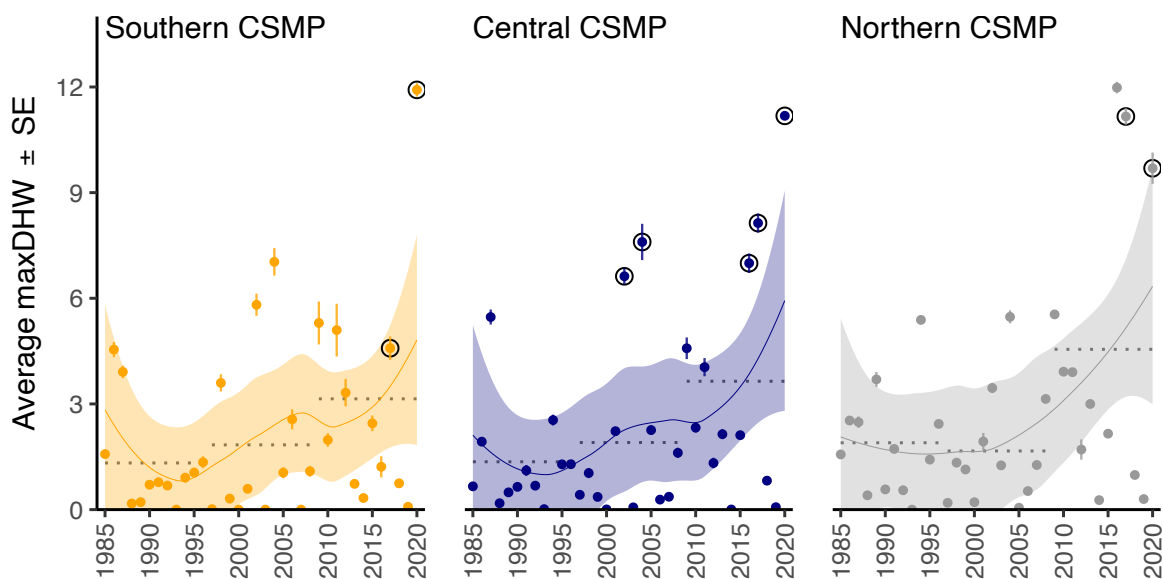 Southern CSMP
Central CSMP
Northern CSMP
Average maxDHW ± SE
12
9
6
3
0
1985 1990 1995 2000 2005 2010 2015 2020
1985 1990 1995 2000 2005 2010 2015 2020
1985 1990 1995 2000 2005 2010 2015 2020